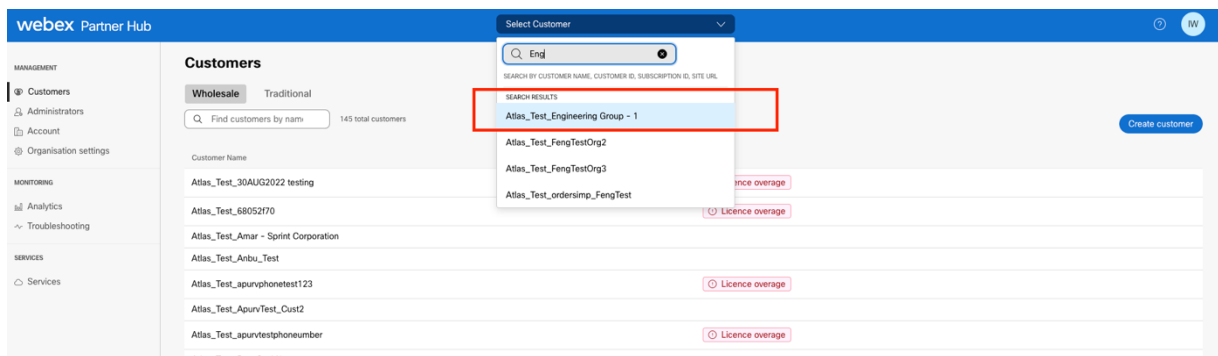 webex Partner Hub
Select Customer
IW
MANAGEMENT
Customers
Administrators
Account
Organisation settings
MONITORING
Analytics
Troubleshooting
SERVICES
Services
Customers
Wholesale Traditional
Find customers by nam
145 total customers
Create customer
Eng
SEARCH BY CUSTOMER NAME, CUSTOMER ID, SUBSCRIPTION ID, SITE URL
SEARCH RESULTS
Atlas_Test_Engineering Group - 1
Atlas_Test_FengTestOrg2
Atlas_Test_FengTestOrg3
Atlas_Test_ordersimp_FengTest
Customer Name
Atlas_Test_30AUG2022 testing
ence overage
Atlas_Test_68052f70
Licence overage
Atlas_Test_Amar - Sprint Corporation
Atlas_Test_Anbu_Test
Atlas_Test_apurvphonetest123
Licence overage
Atlas_Test_ApurvTest_Cust2
Atlas_Test_apurvtestphoneumber
Licence overage